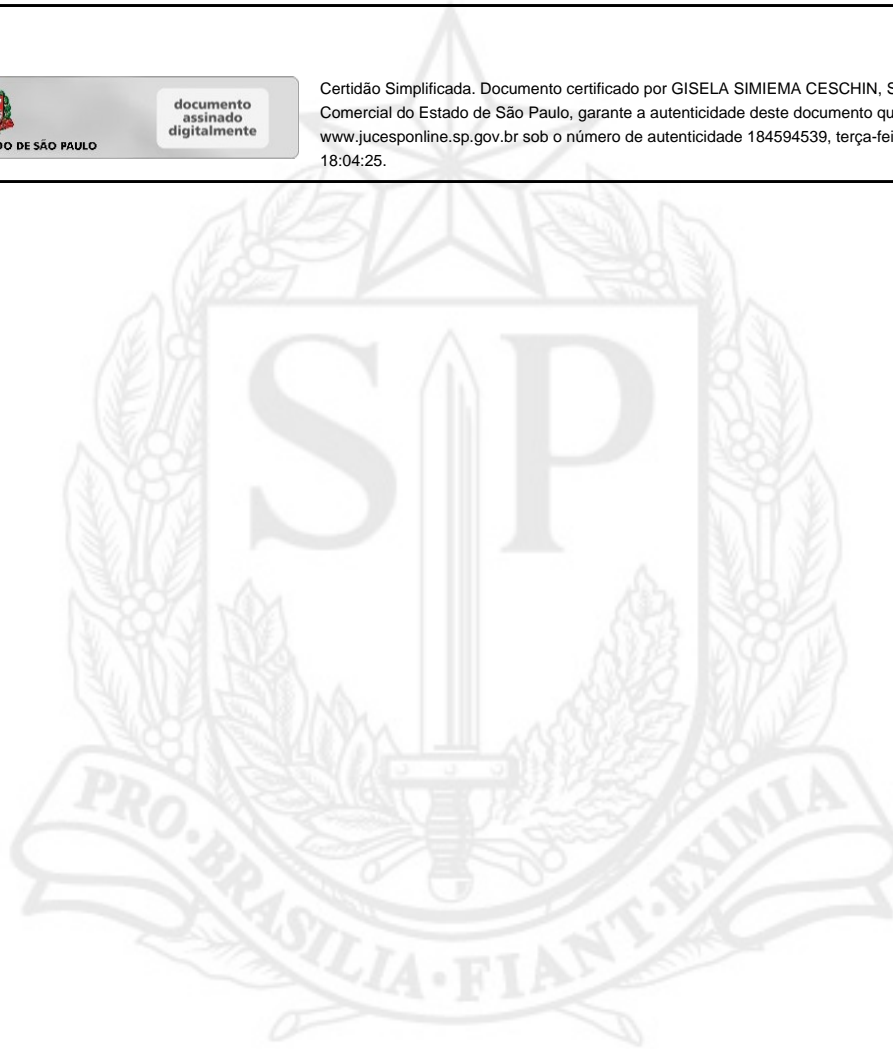 documento
assinado
digitalmente
DE SÃO PAULO
Certidão Simplificada. Documento certificado por GISELA SIMIEMA CESCHIN,
Comercial do Estado de São Paulo, garante a autenticidade deste documento
www.jucesponline.sp.gov.br sob o número de autenticidade 184594539,
18:04:25.
S P
PRO·BRASILIA·FIANT·EXIMIA